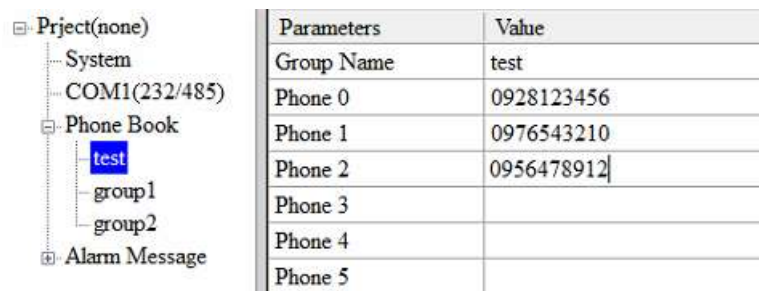 Prject(none)
System
COM1(232/485)
Phone Book
test
group1
group2
Alarm Message
Parameters Value
Group Name test
Phone 0 0928123456
Phone 1 0976543210
Phone 2 0956478912
Phone 3
Phone 4
Phone 5